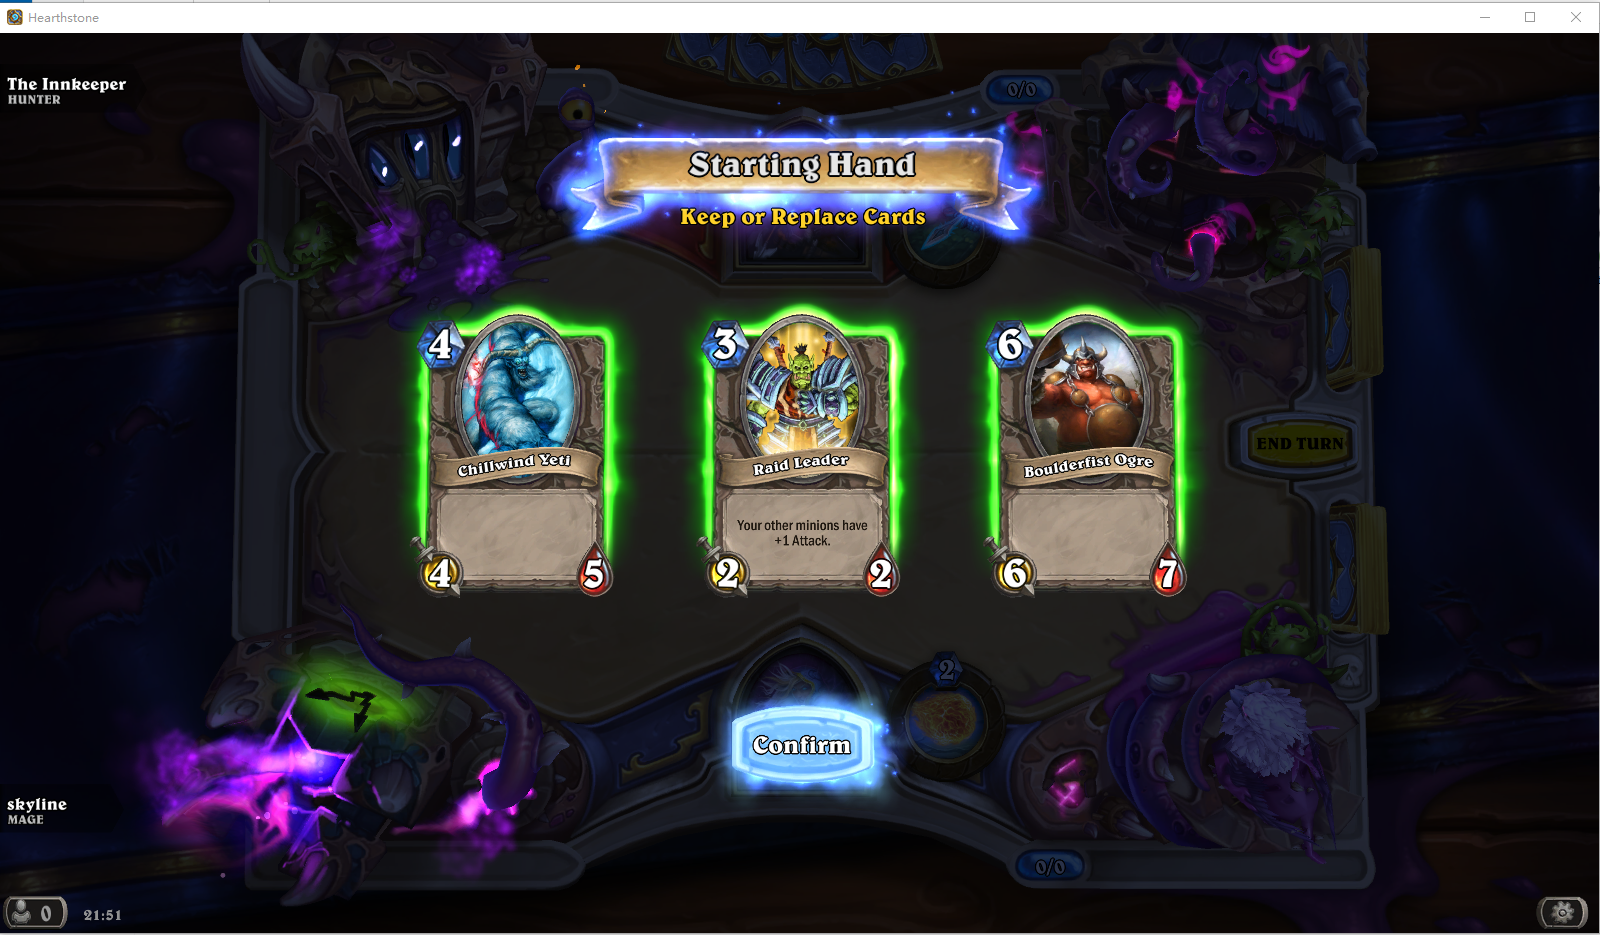 Hearthstone
The Innkeeper
HUNTER
0/0
Starting Hand
Keep or Replace Cards
4
3
6
END TURN
Chillwind Yeti
Raid Leader
Boulderfist Ogre
Your other minions have
+1 Attack.
4
5
2
2
6
7
2
Confirm
skyline
MAGE
0/0
0
21:51